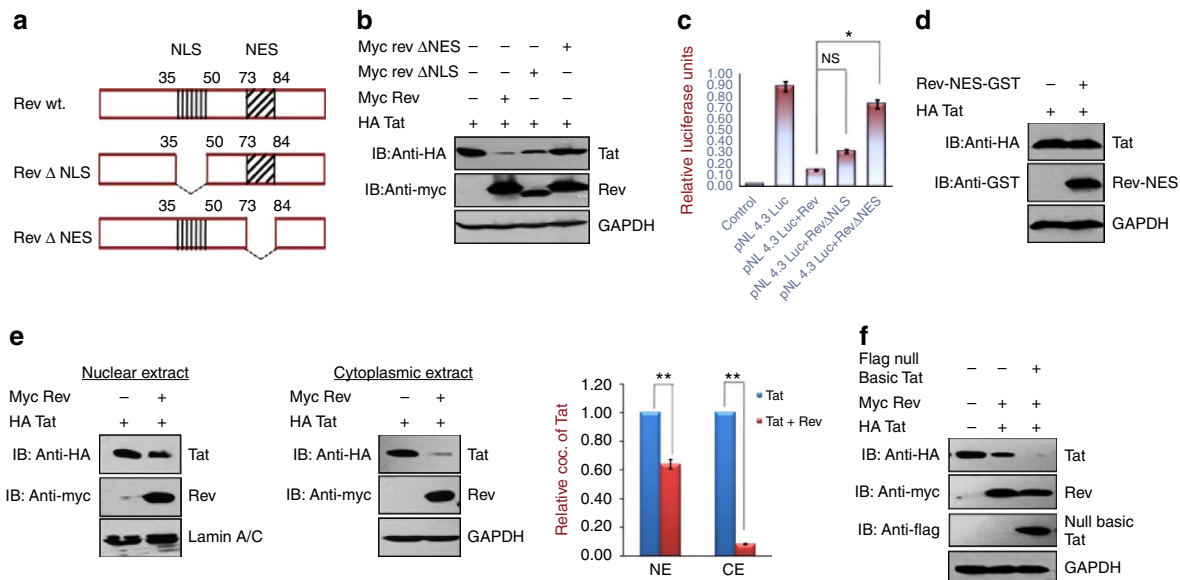 a
NLS NES
35 50 73 84
Rev wt.
35 50 73 84
Rev Δ NLS
35 50 73 84
Rev Δ NES
b
Myc rev ΔNES – – – +
Myc rev ΔNLS – – + –
Myc Rev – + – –
HA Tat + + + +
IB:Anti-HA Tat
IB:Anti-myc Rev
GAPDH
c
Relative luciferase units
1.00
0.90
0.80
0.70
0.60
0.50
0.40
0.30
0.20
0.10
0.00
NS
*
Control
pNL 4.3 Luc
pNL 4.3 Luc+Rev
pNL 4.3 Luc+RevΔNLS
pNL 4.3 Luc+RevΔNES
d
Rev-NES-GST – +
HA Tat + +
IB:Anti-HA Tat
IB:Anti-GST Rev-NES
GAPDH
e
Nuclear extract
Myc Rev – +
HA Tat + +
IB: Anti-HA Tat
IB: Anti-myc Rev
Lamin A/C
Cytoplasmic extract
Myc Rev – +
HA Tat + +
IB: Anti-HA Tat
IB: Anti-myc Rev
GAPDH
Relative coc. of Tat
1.20
1.00
0.80
0.60
0.40
0.20
0.00
**
**
NE CE
Tat
Tat + Rev
f
Flag null
Basic Tat – – +
Myc Rev – + +
HA Tat – + +
IB: Anti-HA Tat
IB: Anti-myc Rev
IB: Anti-flag Null basic
Tat
GAPDH